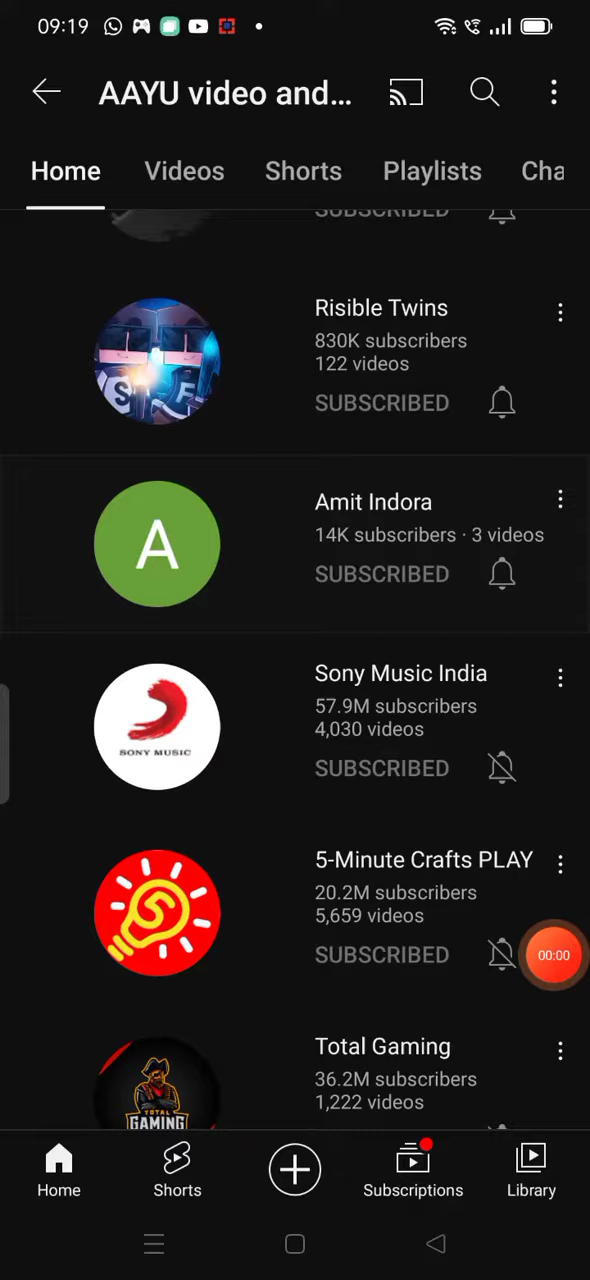 09:19
AAYU video and...
Home Videos Shorts Playlists Cha
SUBSCRIBED
Risible Twins
830K subscribers
122 videos
SUBSCRIBED
S F
A
Amit Indora
14K subscribers · 3 videos
SUBSCRIBED
SONY MUSIC
Sony Music India
57.9M subscribers
4,030 videos
SUBSCRIBED
5
5-Minute Crafts PLAY
20.2M subscribers
5,659 videos
SUBSCRIBED
00:00
TOTAL
GAMING
Total Gaming
36.2M subscribers
1,222 videos
Home Shorts Subscriptions Library